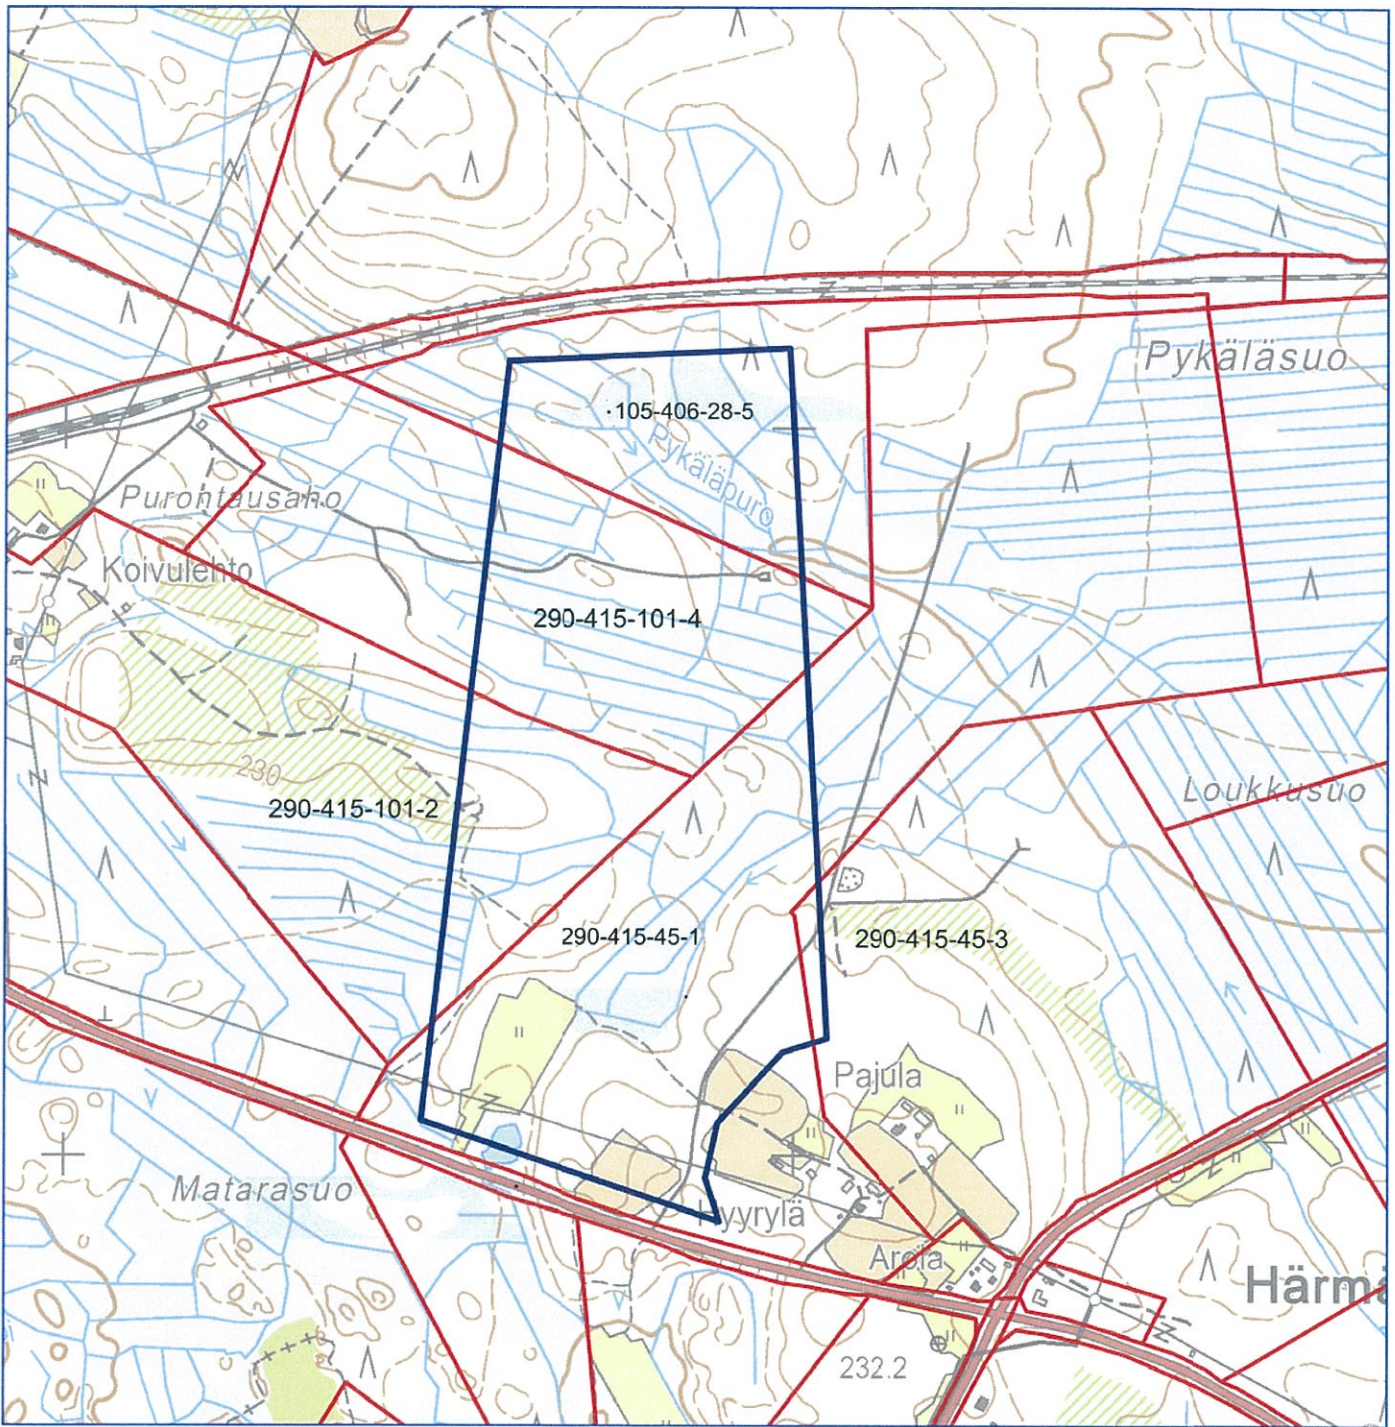 Pykäläsuo
105-406-28-5
Pykäläpuro
Purontausaho
Koivulehto
290-415-101-4
230
290-415-101-2
Loukkusuo
290-415-45-1
290-415-45-3
Pajula
Matarasuo
Hyyrylä
Arola
Härmä
232.2